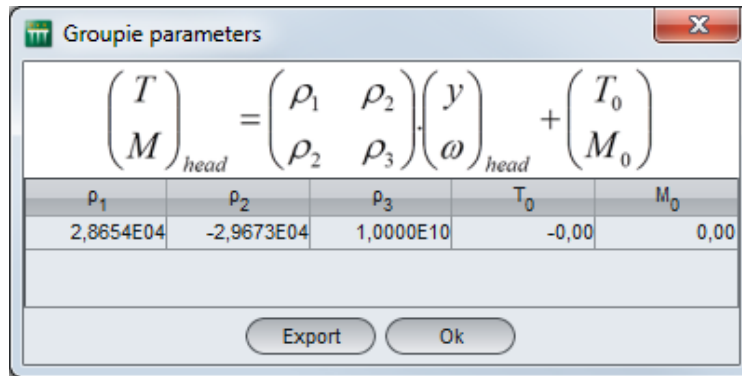 Groupie parameters
(T M)head = (ρ1 ρ2 ρ2 ρ3).(y ω)head + (T0 M0)
ρ1 ρ2 ρ3 T0 M0
2,8654E04 -2,9673E04 1,0000E10 -0,00 0,00
Export Ok